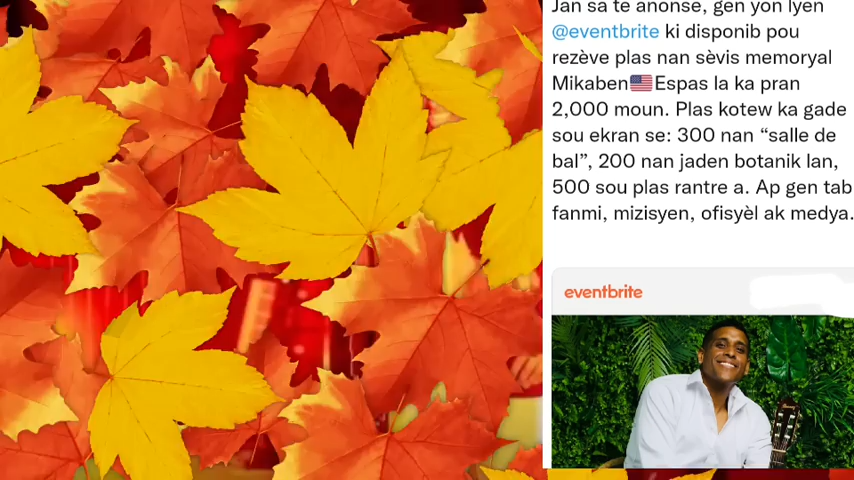 Jan sa te anonse, gen yon lyen
@eventbrite ki disponib pou
rezève plas nan sèvis memoryal
Mikaben🇺🇸Espas la ka pran
2,000 moun. Plas kotew ka gade
sou ekran se: 300 nan “salle de
bal”, 200 nan jaden botanik lan,
500 sou plas rantre a. Ap gen tab
fanmi, mizisyen, ofisyèl ak medya.
eventbrite